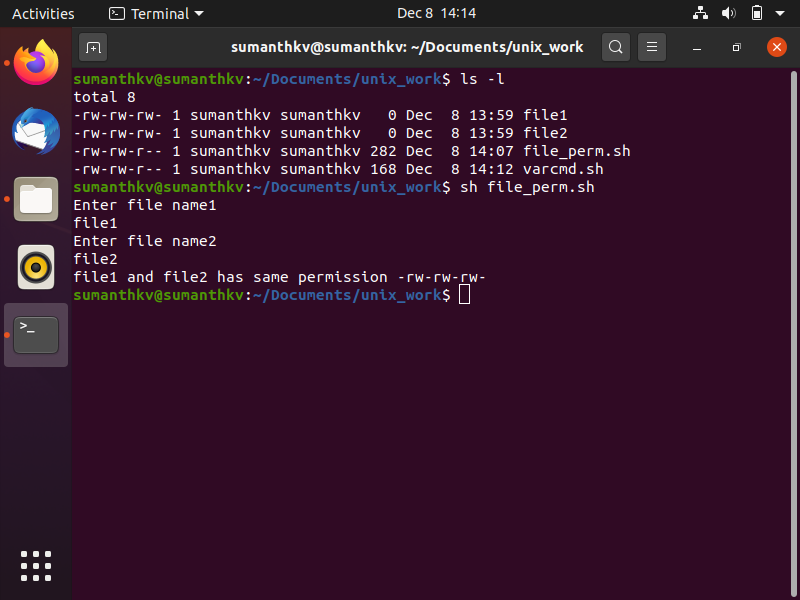 Activities Terminal Dec 8 14:14
sumanthkv@sumanthkv: ~/Documents/unix_work
sumanthkv@sumanthkv:~/Documents/unix_work$ ls -l
total 8
-rw-rw-rw- 1 sumanthkv sumanthkv   0 Dec  8 13:59 file1
-rw-rw-rw- 1 sumanthkv sumanthkv   0 Dec  8 13:59 file2
-rw-rw-r-- 1 sumanthkv sumanthkv 282 Dec  8 14:07 file_perm.sh
-rw-rw-r-- 1 sumanthkv sumanthkv 168 Dec  8 14:12 varcmd.sh
sumanthkv@sumanthkv:~/Documents/unix_work$ sh file_perm.sh
Enter file name1
file1
Enter file name2
file2
file1 and file2 has same permission -rw-rw-rw-
sumanthkv@sumanthkv:~/Documents/unix_work$